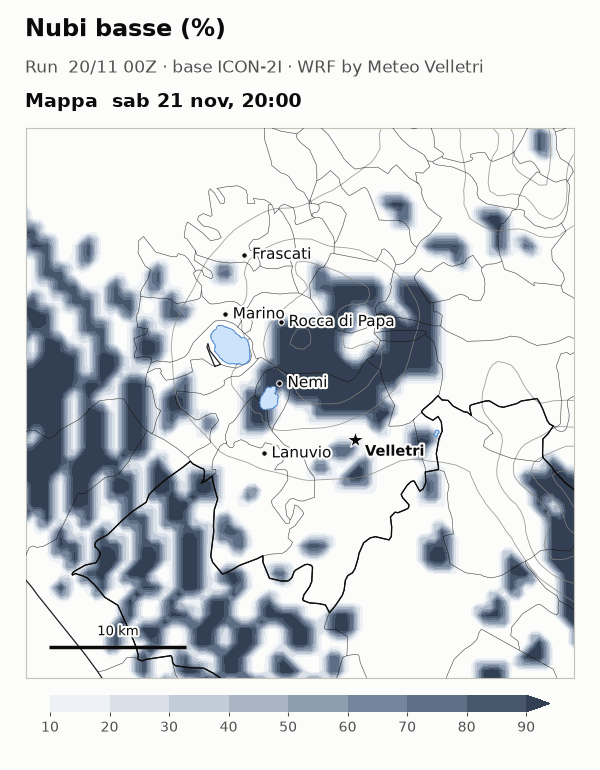 Nubi basse (%)
Run  20/11 00Z · base ICON-2I · WRF by Meteo Velletri
Mappa  sab 21 nov, 20:00
Frascati
Marino
Rocca di Papa
Nemi
Velletri
Lanuvio
10 km
10 20 30 40 50 60 70 80 90